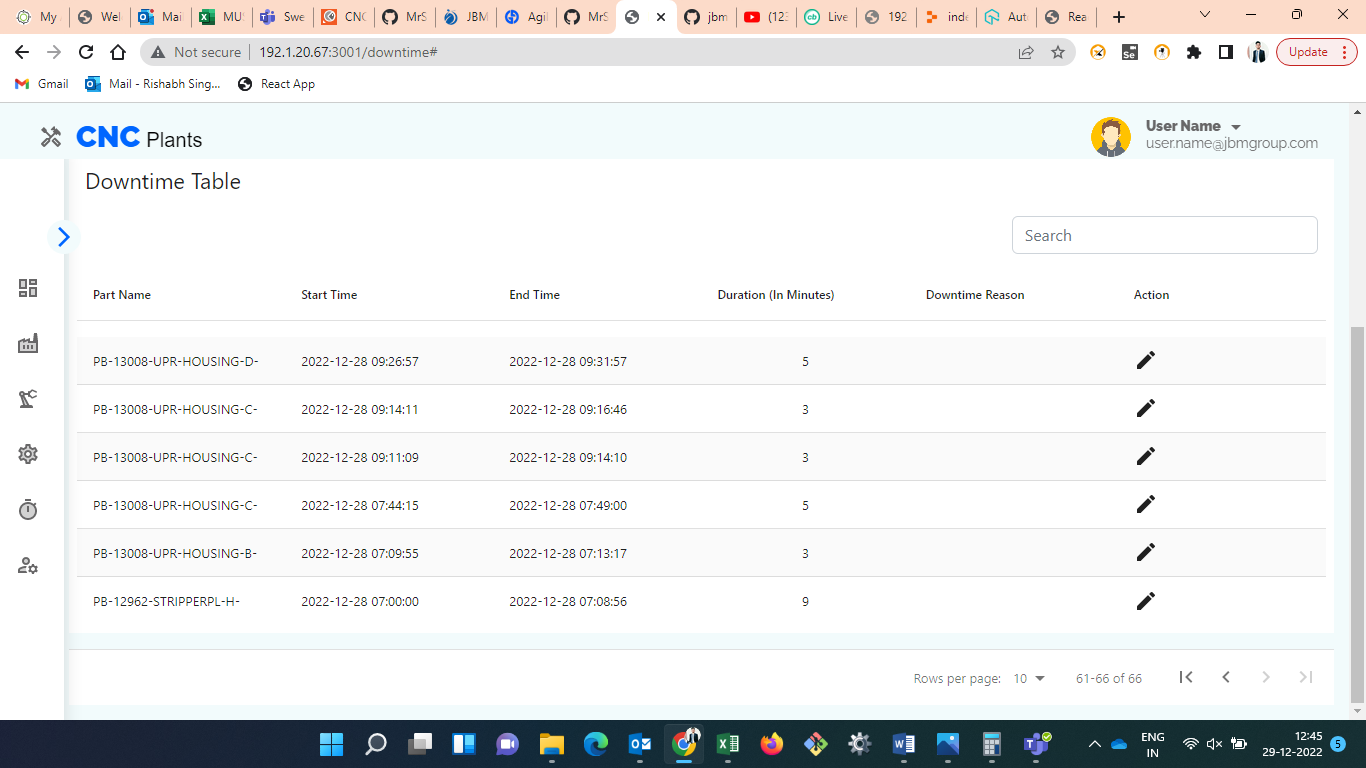 My
Wel
Mai
MU
Swe
CNC
MrS
JBM
Agil
MrS
jbm
(123
Live
192
inde
Aut
Rea
Not secure
192.1.20.67:3001/downtime#
Update
Gmail
Mail - Rishabh Sing...
React App
CNC Plants
User Name
user.name@jbmgroup.com
Downtime Table
Search
Part Name Start Time End Time Duration (In Minutes) Downtime Reason Action
PB-13008-UPR-HOUSING-D- 2022-12-28 09:26:57 2022-12-28 09:31:57 5
PB-13008-UPR-HOUSING-C- 2022-12-28 09:14:11 2022-12-28 09:16:46 3
PB-13008-UPR-HOUSING-C- 2022-12-28 09:11:09 2022-12-28 09:14:10 3
PB-13008-UPR-HOUSING-C- 2022-12-28 07:44:15 2022-12-28 07:49:00 5
PB-13008-UPR-HOUSING-B- 2022-12-28 07:09:55 2022-12-28 07:13:17 3
PB-12962-STRIPPERPL-H- 2022-12-28 07:00:00 2022-12-28 07:08:56 9
Rows per page: 10 61-66 of 66
ENG
IN
12:45
29-12-2022
5